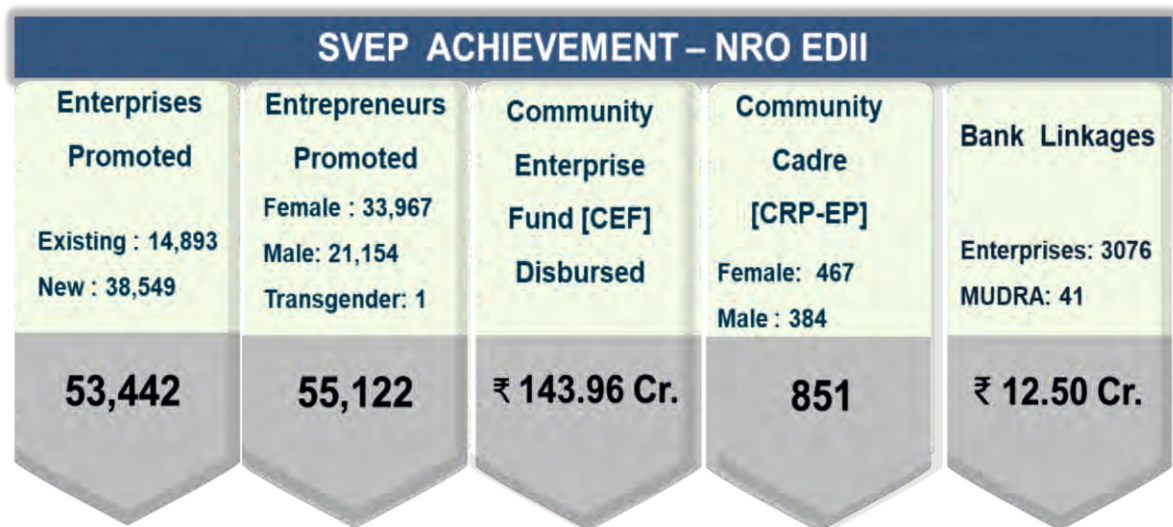 SVEP ACHIEVEMENT – NRO EDII
Enterprises
Promoted
Existing : 14,893
New : 38,549
53,442
Entrepreneurs
Promoted
Female : 33,967
Male: 21,154
Transgender: 1
55,122
Community
Enterprise
Fund [CEF]
Disbursed
₹ 143.96 Cr.
Community
Cadre
[CRP-EP]
Female: 467
Male : 384
851
Bank Linkages
Enterprises: 3076
MUDRA: 41
₹ 12.50 Cr.